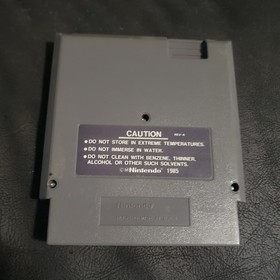 CAUTION
• DO NOT STORE IN EXTREME TEMPERATURES.
• DO NOT IMMERSE IN WATER.
• DO NOT CLEAN WITH BENZENE, THINNER,
ALCOHOL OR OTHER SUCH SOLVENTS.
©®Nintendo 1985